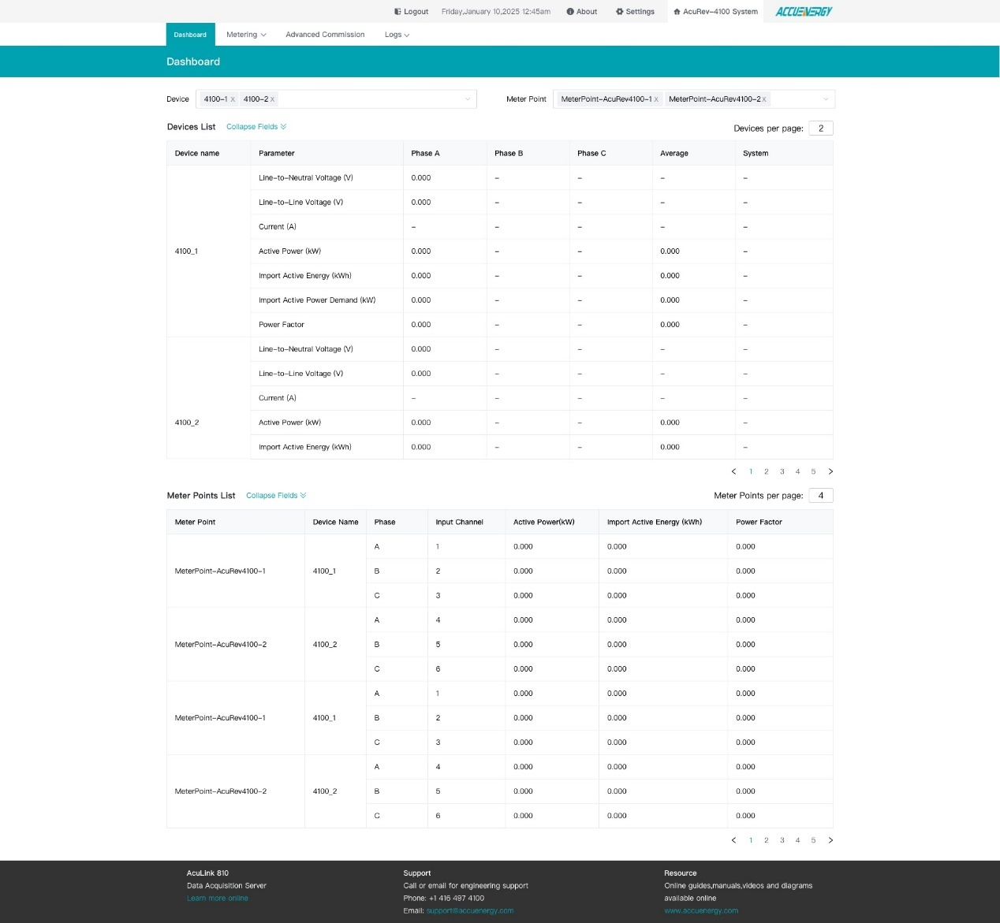 Logout Friday,January 10,2025 12:45am About Settings AcuRev-4100 System ACCUENERGY
Dashboard Metering Advanced Commission Logs
Dashboard
Device 4100-1 X 4100-2 X Meter Point MeterPoint-AcuRev4100-1 X MeterPoint-AcuRev4100-2 X
Devices List Collapse Fields Devices per page: 2
Device name Parameter Phase A Phase B Phase C Average System
Line-to-Neutral Voltage (V) 0.000 – – – –
Line-to-Line Voltage (V) 0.000 – – – –
Current (A) – – – – –
4100_1 Active Power (kW) 0.000 – – 0.000 –
Import Active Energy (kWh) 0.000 – – 0.000 –
Import Active Power Demand (kW) 0.000 – – 0.000 –
Power Factor 0.000 – – 0.000 –
Line-to-Neutral Voltage (V) 0.000 – – – –
Line-to-Line Voltage (V) 0.000 – – – –
Current (A) – – – – –
4100_2 Active Power (kW) 0.000 – – 0.000 –
Import Active Energy (kWh) 0.000 – – 0.000 –
< 1 2 3 4 5 >
Meter Points List Collapse Fields Meter Points per page: 4
Meter Point Device Name Phase Input Channel Active Power(kW) Import Active Energy (kWh) Power Factor
A 1 0.000 0.000 0.000
MeterPoint-AcuRev4100-1 4100_1 B 2 0.000 0.000 0.000
C 3 0.000 0.000 0.000
A 4 0.000 0.000 0.000
MeterPoint-AcuRev4100-2 4100_2 B 5 0.000 0.000 0.000
C 6 0.000 0.000 0.000
A 1 0.000 0.000 0.000
MeterPoint-AcuRev4100-1 4100_1 B 2 0.000 0.000 0.000
C 3 0.000 0.000 0.000
A 4 0.000 0.000 0.000
MeterPoint-AcuRev4100-2 4100_2 B 5 0.000 0.000 0.000
C 6 0.000 0.000 0.000
< 1 2 3 4 5 >
AcuLink 810 Support Resource
Data Acquisition Server Call or email for engineering support Online guides,manuals,videos and diagrams
Learn more online Phone: +1 416 497 4100 available online
Email: support@accuenergy.com www.accuenergy.com